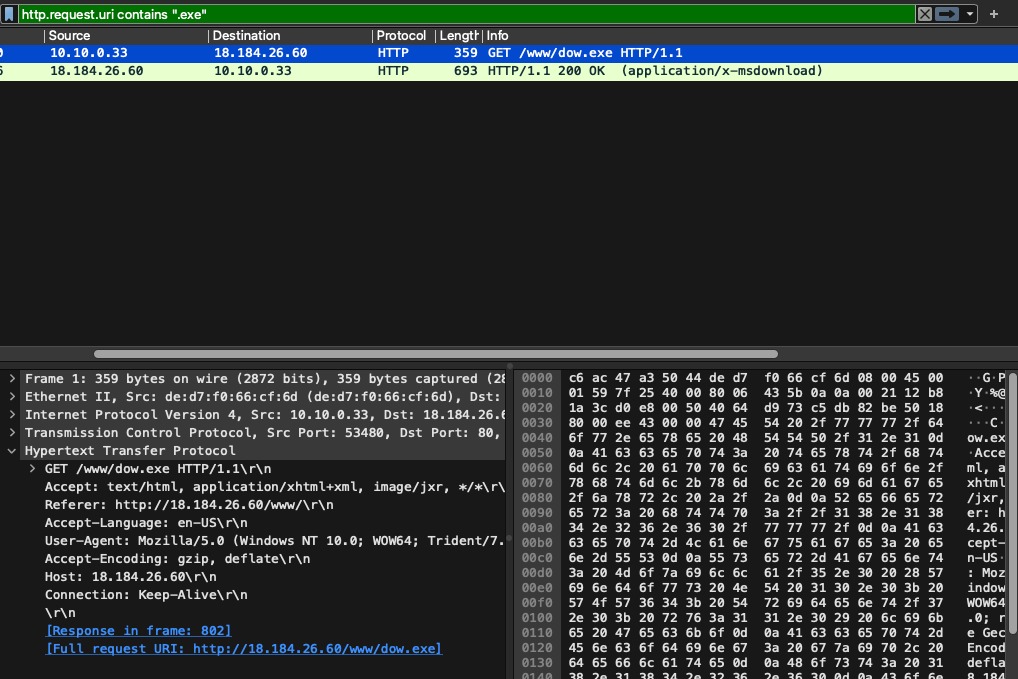 http.request.uri contains ".exe"
Source Destination Protocol Length Info
10.10.0.33 18.184.26.60 HTTP 359 GET /www/dow.exe HTTP/1.1
18.184.26.60 10.10.0.33 HTTP 693 HTTP/1.1 200 OK (application/x-msdownload)
Frame 1: 359 bytes on wire (2872 bits), 359 bytes captured (28
Ethernet II, Src: de:d7:f0:66:cf:6d (de:d7:f0:66:cf:6d), Dst:
Internet Protocol Version 4, Src: 10.10.0.33, Dst: 18.184.26.6
Transmission Control Protocol, Src Port: 53480, Dst Port: 80,
Hypertext Transfer Protocol
GET /www/dow.exe HTTP/1.1\r\n
Accept: text/html, application/xhtml+xml, image/jxr, */*\r\
Referer: http://18.184.26.60/www/\r\n
Accept-Language: en-US\r\n
User-Agent: Mozilla/5.0 (Windows NT 10.0; WOW64; Trident/7.
Accept-Encoding: gzip, deflate\r\n
Host: 18.184.26.60\r\n
Connection: Keep-Alive\r\n
\r\n
[Response in frame: 802]
[Full request URI: http://18.184.26.60/www/dow.exe]
0000 c6 ac 47 a3 50 44 de d7 f0 66 cf 6d 08 00 45 00 ··G·P
0010 01 59 7f 25 40 00 80 06 43 5b 0a 0a 00 21 12 b8 ·Y·%@
0020 1a 3c d0 e8 00 50 40 64 d9 73 c5 db 82 be 50 18 ·<···
0030 80 00 ee 43 00 00 47 45 54 20 2f 77 77 77 2f 64 ···C·
0040 6f 77 2e 65 78 65 20 48 54 54 50 2f 31 2e 31 0d ow.ex
0050 0a 41 63 63 65 70 74 3a 20 74 65 78 74 2f 68 74 ·Acce
0060 6d 6c 2c 20 61 70 70 6c 69 63 61 74 69 6f 6e 2f ml, a
0070 78 68 74 6d 6c 2b 78 6d 6c 2c 20 69 6d 61 67 65 xhtml
0080 2f 6a 78 72 2c 20 2a 2f 2a 0d 0a 52 65 66 65 72 /jxr,
0090 65 72 3a 20 68 74 74 70 3a 2f 2f 31 38 2e 31 38 er: h
00a0 34 2e 32 36 2e 36 30 2f 77 77 77 2f 0d 0a 41 63 4.26.
00b0 63 65 70 74 2d 4c 61 6e 67 75 61 67 65 3a 20 65 cept-
00c0 6e 2d 55 53 0d 0a 55 73 65 72 2d 41 67 65 6e 74 n-US·
00d0 3a 20 4d 6f 7a 69 6c 6c 61 2f 35 2e 30 20 28 57 : Moz
00e0 69 6e 64 6f 77 73 20 4e 54 20 31 30 2e 30 3b 20 indow
00f0 57 4f 57 36 34 3b 20 54 72 69 64 65 6e 74 2f 37 WOW64
0100 2e 30 3b 20 72 76 3a 31 31 2e 30 29 20 6c 69 6b .0; r
0110 65 20 47 65 63 6b 6f 0d 0a 41 63 63 65 70 74 2d e Gec
0120 45 6e 63 6f 64 69 6e 67 3a 20 67 7a 69 70 2c 20 Encod
0130 64 65 66 6c 61 74 65 0d 0a 48 6f 73 74 3a 20 31 defla
0140 38 2e 31 38 34 2e 32 36 2e 36 30 0d 0a 43 6f 6e 8.184